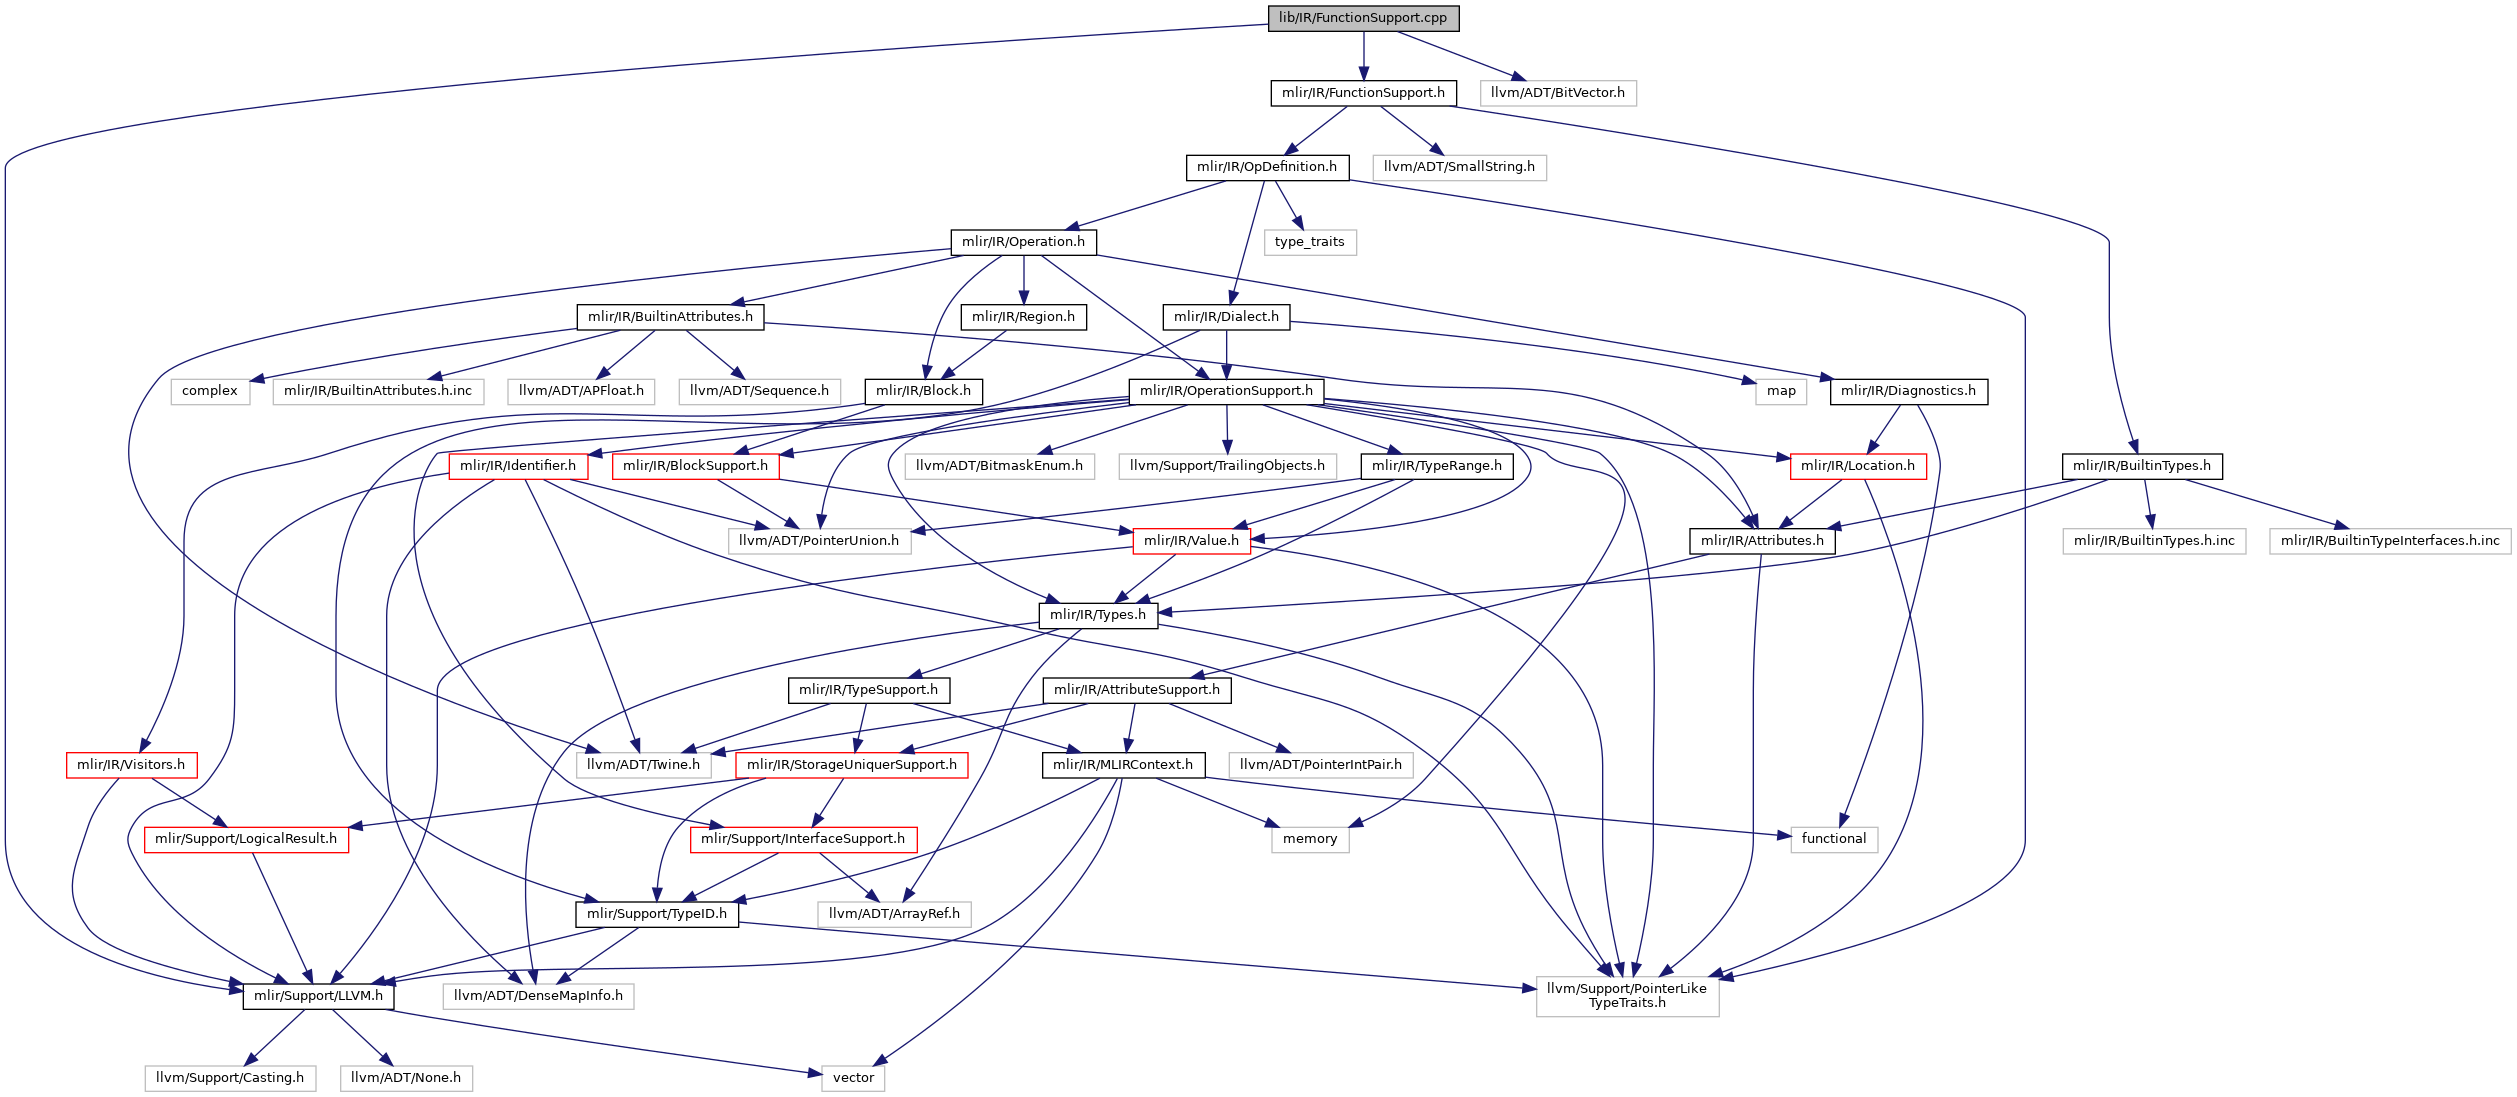 lib/IR/FunctionSupport.cpp
mlir/IR/FunctionSupport.h
llvm/ADT/BitVector.h
mlir/IR/OpDefinition.h
llvm/ADT/SmallString.h
mlir/IR/Operation.h
type_traits
mlir/IR/BuiltinAttributes.h
mlir/IR/Region.h
mlir/IR/Dialect.h
complex
mlir/IR/BuiltinAttributes.h.inc
llvm/ADT/APFloat.h
llvm/ADT/Sequence.h
mlir/IR/Block.h
mlir/IR/OperationSupport.h
map
mlir/IR/Diagnostics.h
mlir/IR/Identifier.h
mlir/IR/BlockSupport.h
llvm/ADT/BitmaskEnum.h
llvm/Support/TrailingObjects.h
mlir/IR/TypeRange.h
mlir/IR/Location.h
mlir/IR/BuiltinTypes.h
llvm/ADT/PointerUnion.h
mlir/IR/Value.h
mlir/IR/Attributes.h
mlir/IR/BuiltinTypes.h.inc
mlir/IR/BuiltinTypeInterfaces.h.inc
mlir/IR/Types.h
mlir/IR/TypeSupport.h
mlir/IR/AttributeSupport.h
mlir/IR/Visitors.h
llvm/ADT/Twine.h
mlir/IR/StorageUniquerSupport.h
mlir/IR/MLIRContext.h
llvm/ADT/PointerIntPair.h
mlir/Support/LogicalResult.h
mlir/Support/InterfaceSupport.h
memory
functional
mlir/Support/TypeID.h
llvm/ADT/ArrayRef.h
mlir/Support/LLVM.h
llvm/ADT/DenseMapInfo.h
llvm/Support/PointerLike
TypeTraits.h
llvm/Support/Casting.h
llvm/ADT/None.h
vector